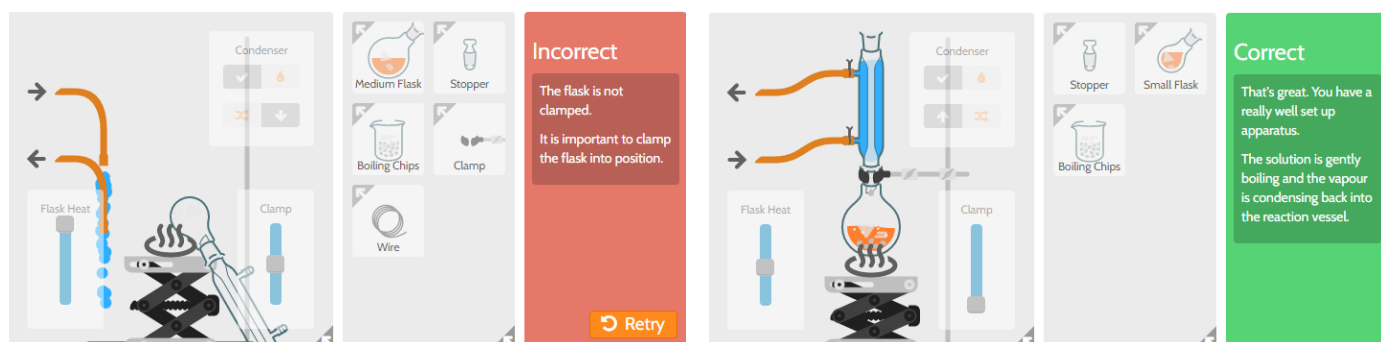 Condenser
Flask Heat
Clamp
Medium Flask
Stopper
Boiling Chips
Clamp
Wire
Incorrect
The flask is not
clamped.
It is important to clamp
the flask into position.
Retry
Condenser
Flask Heat
Clamp
Stopper
Small Flask
Boiling Chips
Correct
That's great. You have a
really well set up
apparatus.
The solution is gently
boiling and the vapour
is condensing back into
the reaction vessel.